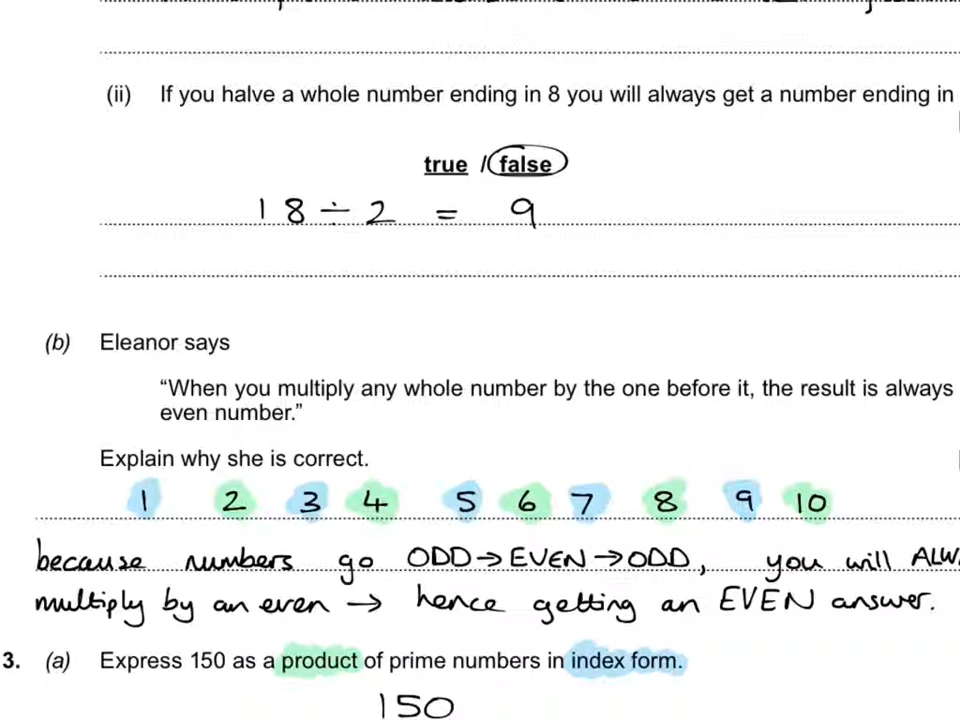 (ii) If you halve a whole number ending in 8 you will always get a number ending in
true / false
18 ÷ 2 = 9
(b) Eleanor says
“When you multiply any whole number by the one before it, the result is always
even number.”
Explain why she is correct.
1 2 3 4 5 6 7 8 9 10
because numbers go ODD → EVEN → ODD, you will ALW
multiply by an even → hence getting an EVEN answer.
3. (a) Express 150 as a product of prime numbers in index form.
150